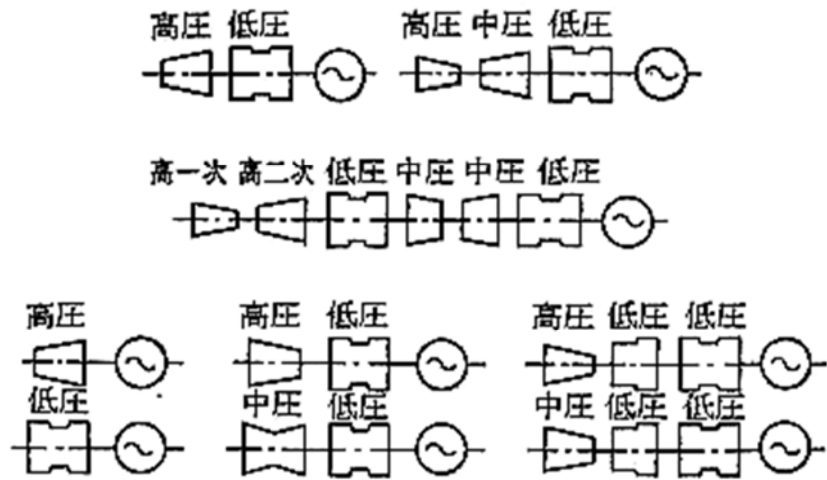 高压 低压 高压 中压 低压
高一次 高二次 低压 中压 中压 低压
高压 高压 低压 高压 低压 低压
低压 中压 低压 中压 低压 低压